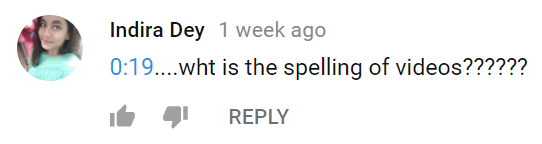 Indira Dey 1 week ago
0:19....wht is the spelling of videos??????
REPLY